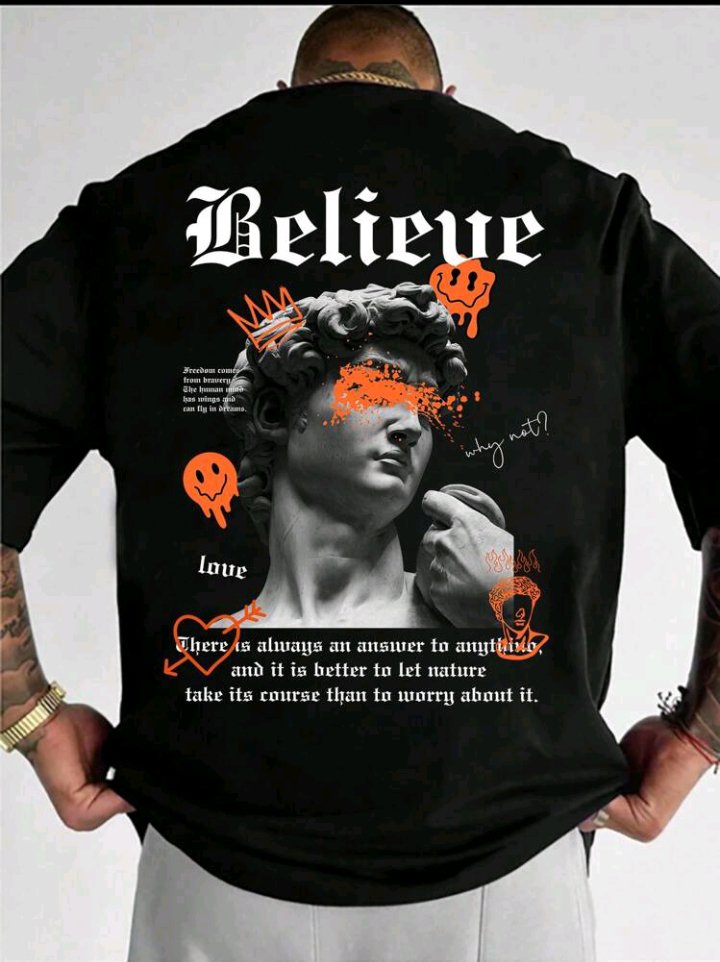 Believe
Freedom comes
from bravery
The human mind
has wings and
can fly in dreams.
why not?
love
There is always an answer to anything,
and it is better to let nature
take its course than to worry about it.